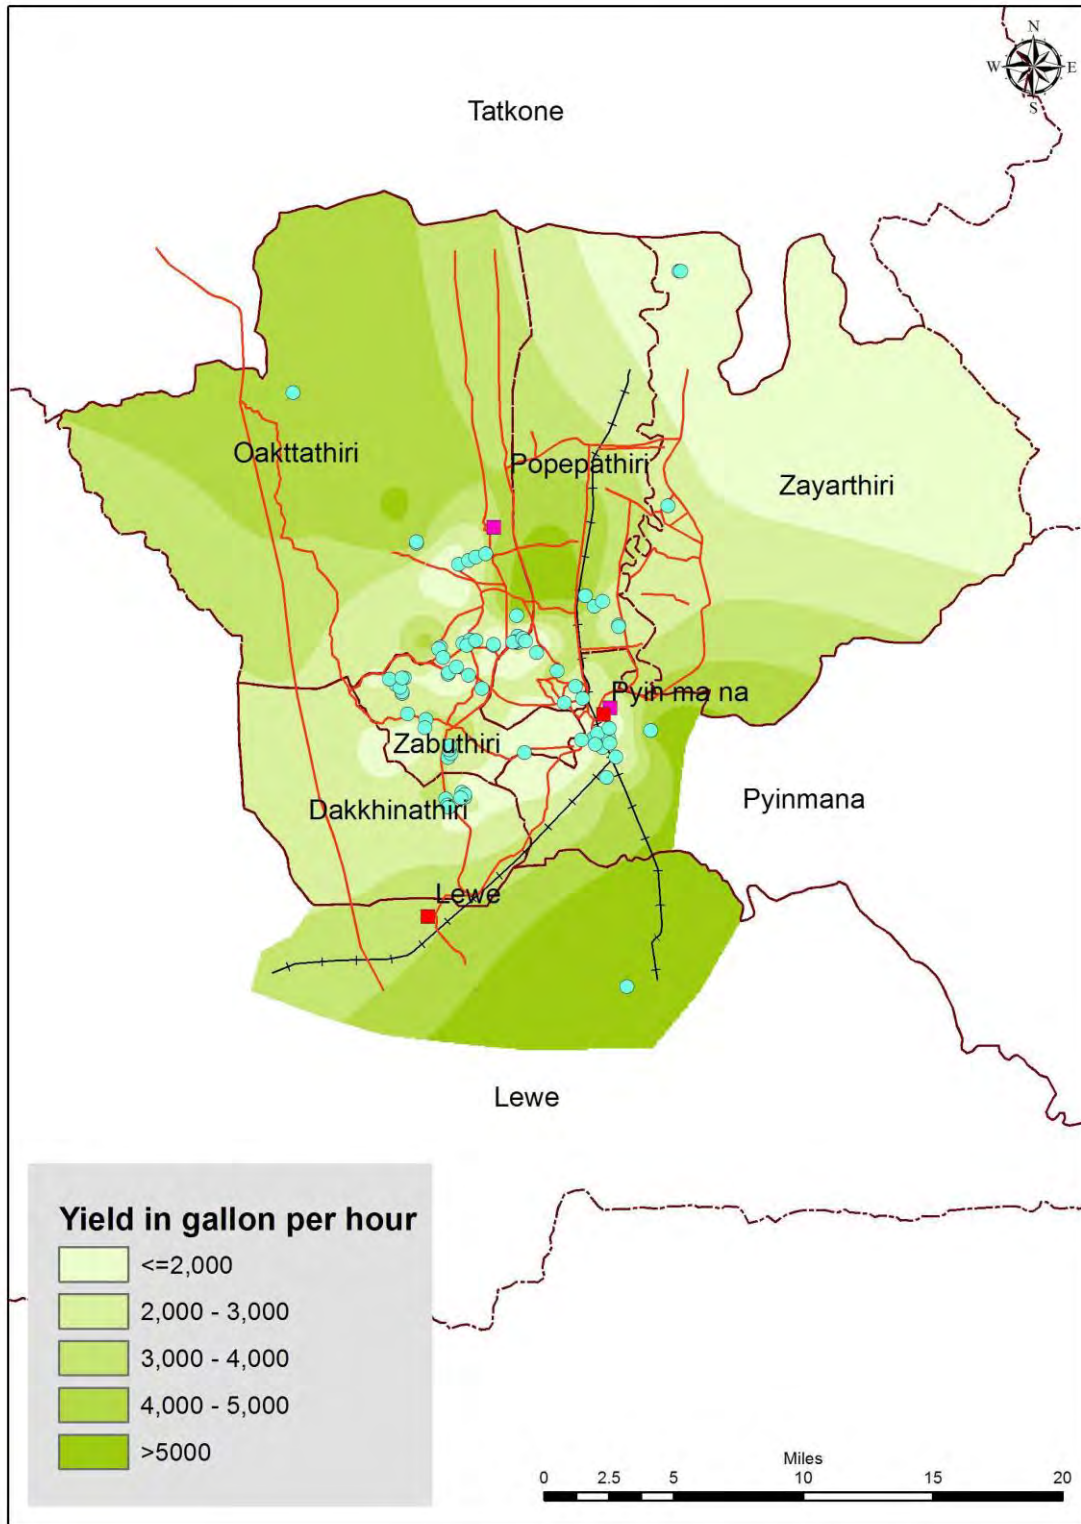 N
W E
S
Tatkone
Oakttathiri
Popepathiri
Zayarthiri
Pyin ma na
Zabuthiri
Dakkhinathiri
Pyinmana
Lewe
Lewe
Yield in gallon per hour
<=2,000
2,000 - 3,000
3,000 - 4,000
4,000 - 5,000
>5000
Miles
0 2.5 5 10 15 20